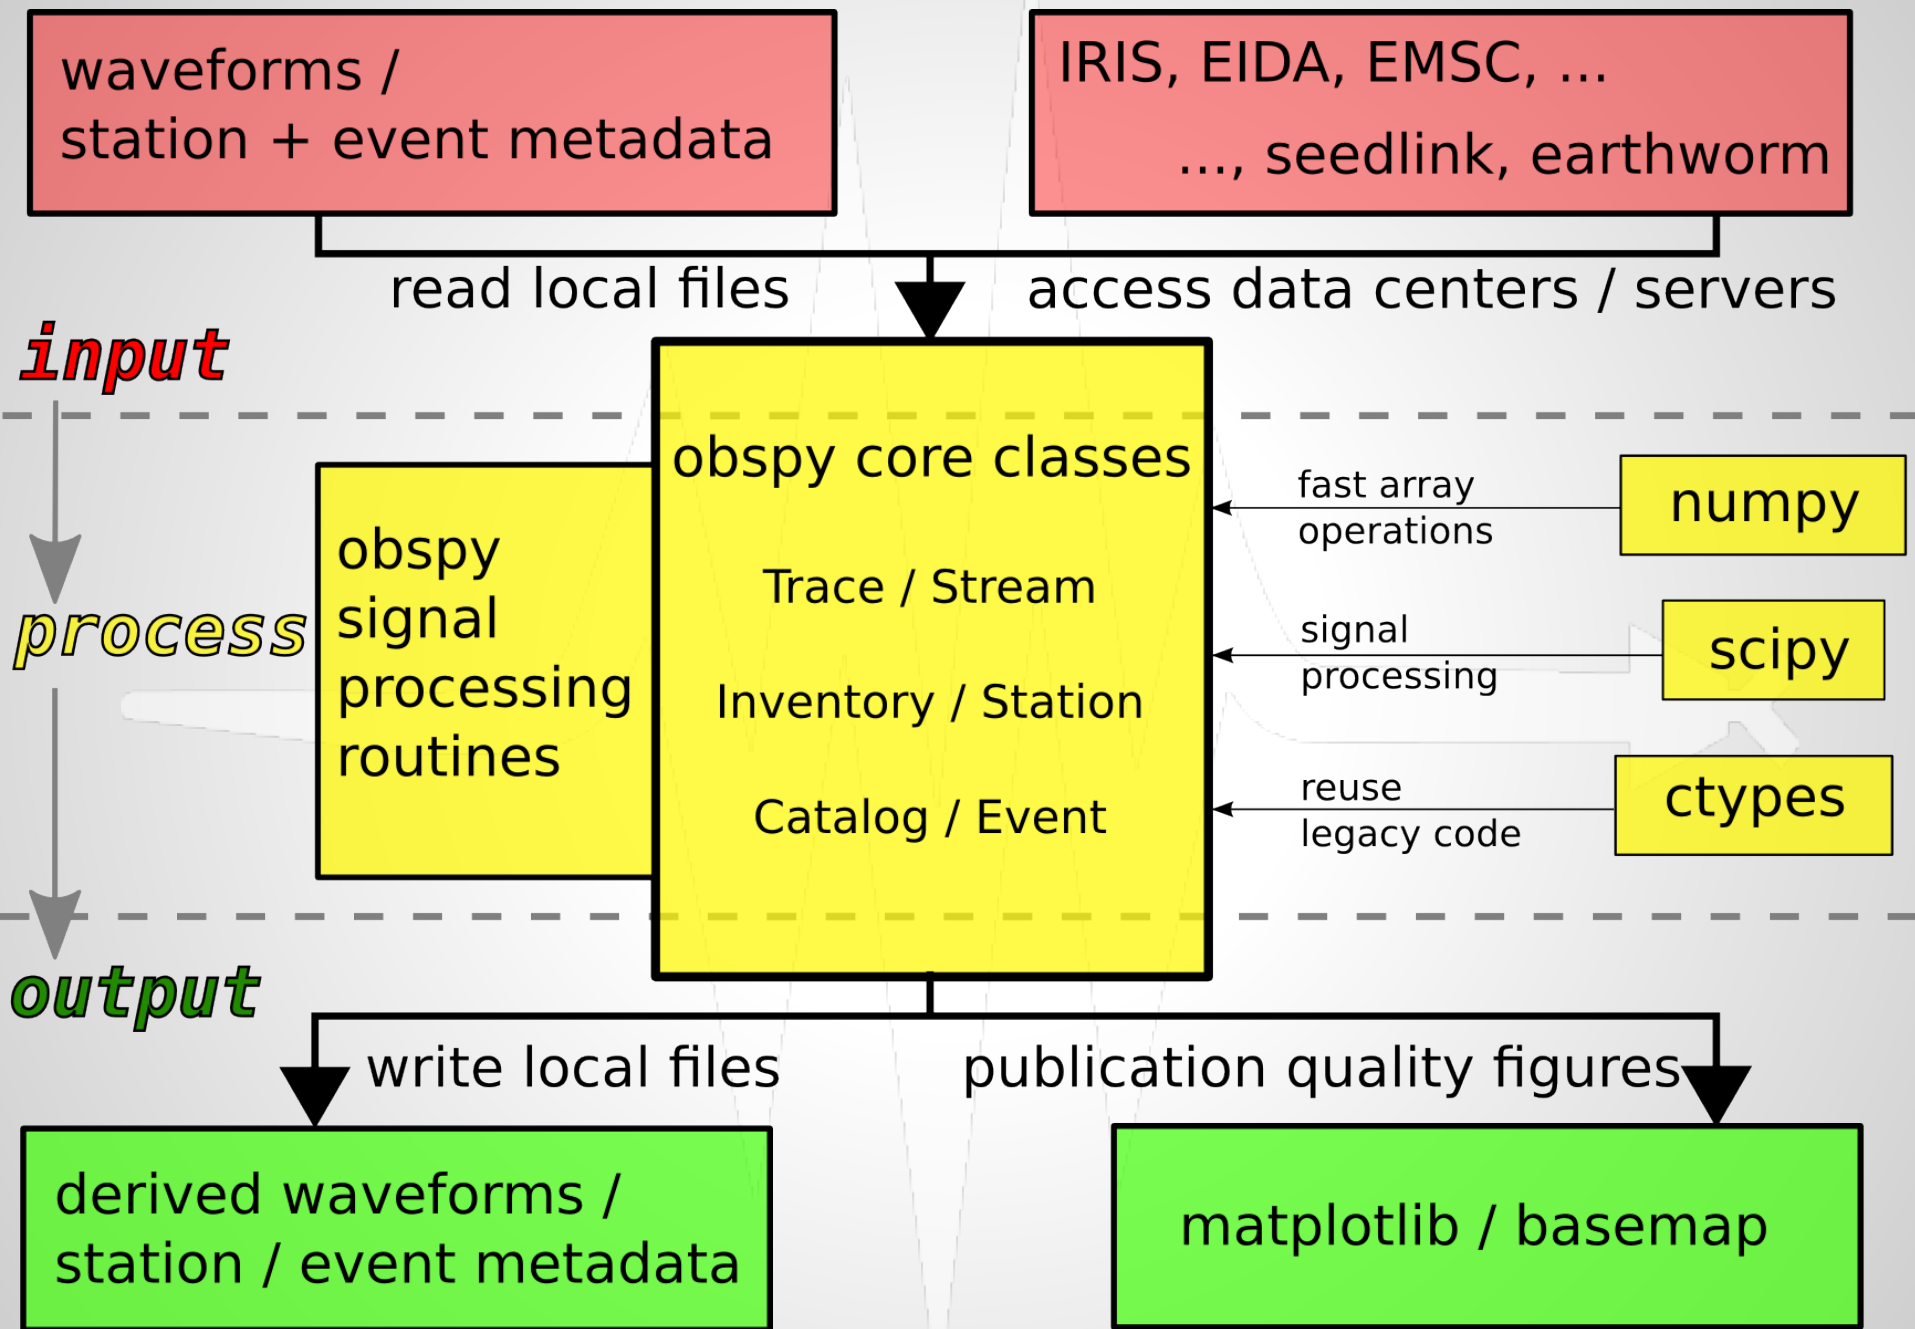 waveforms /
station + event metadata
IRIS, EIDA, EMSC, ...
..., seedlink, earthworm
read local files
access data centers / servers
input
obspy core classes
Trace / Stream
Inventory / Station
Catalog / Event
obspy
signal
processing
routines
process
fast array
operations
numpy
signal
processing
scipy
reuse
legacy code
ctypes
output
write local files
publication quality figures
derived waveforms /
station / event metadata
matplotlib / basemap